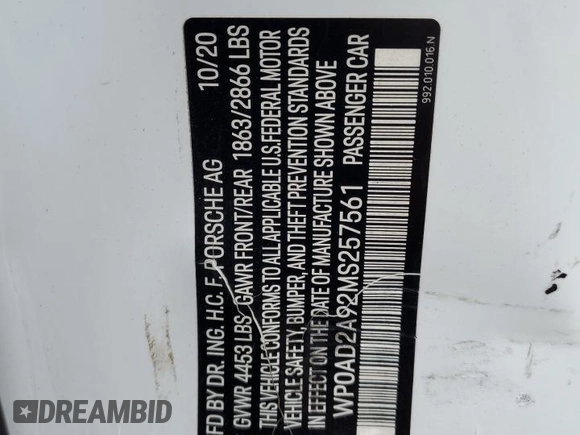 MFD BY DR. ING. H.C. F. PORSCHE AG 10/20
GVWR 4453 LBS GAWR FRONT/REAR 1863/2866 LBS
THIS VEHICLE CONFORMS TO ALL APPLICABLE U.S. FEDERAL MOTOR
VEHICLE SAFETY, BUMPER, AND THEFT PREVENTION STANDARDS
IN EFFECT ON THE DATE OF MANUFACTURE SHOWN ABOVE
WP0AD2A92MS257561 PASSENGER CAR
992.010.016.N
DREAMBID